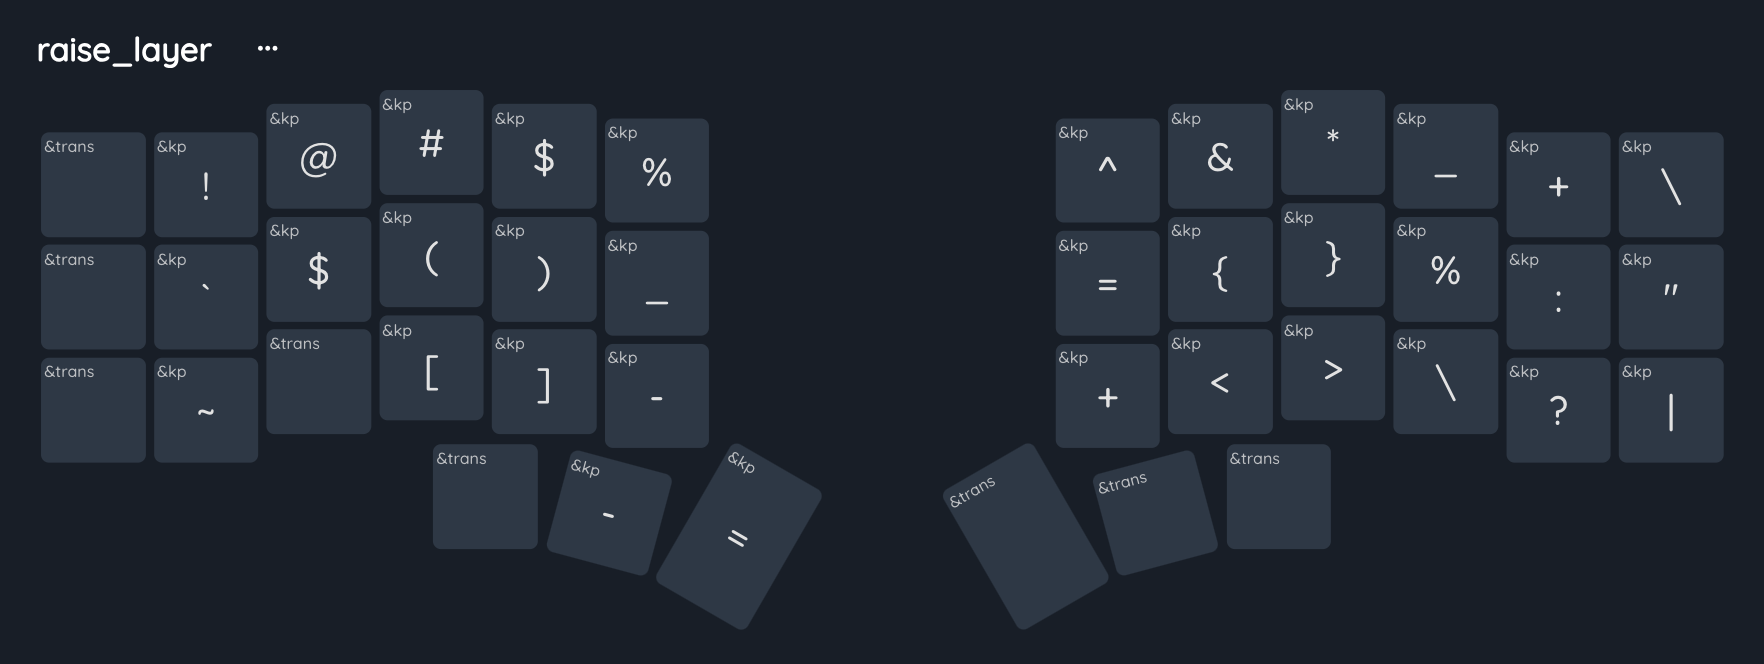 raise_layer ...
&trans &kp ! &kp @ &kp # &kp $ &kp % &kp ^ &kp & &kp * &kp _ &kp + &kp \
&trans &kp ` &kp $ &kp ( &kp ) &kp _ &kp = &kp { &kp } &kp % &kp : &kp "
&trans &kp ~ &trans &kp [ &kp ] &kp - &kp + &kp < &kp > &kp \ &kp ? &kp |
&trans &kp - &kp = &trans &trans &trans